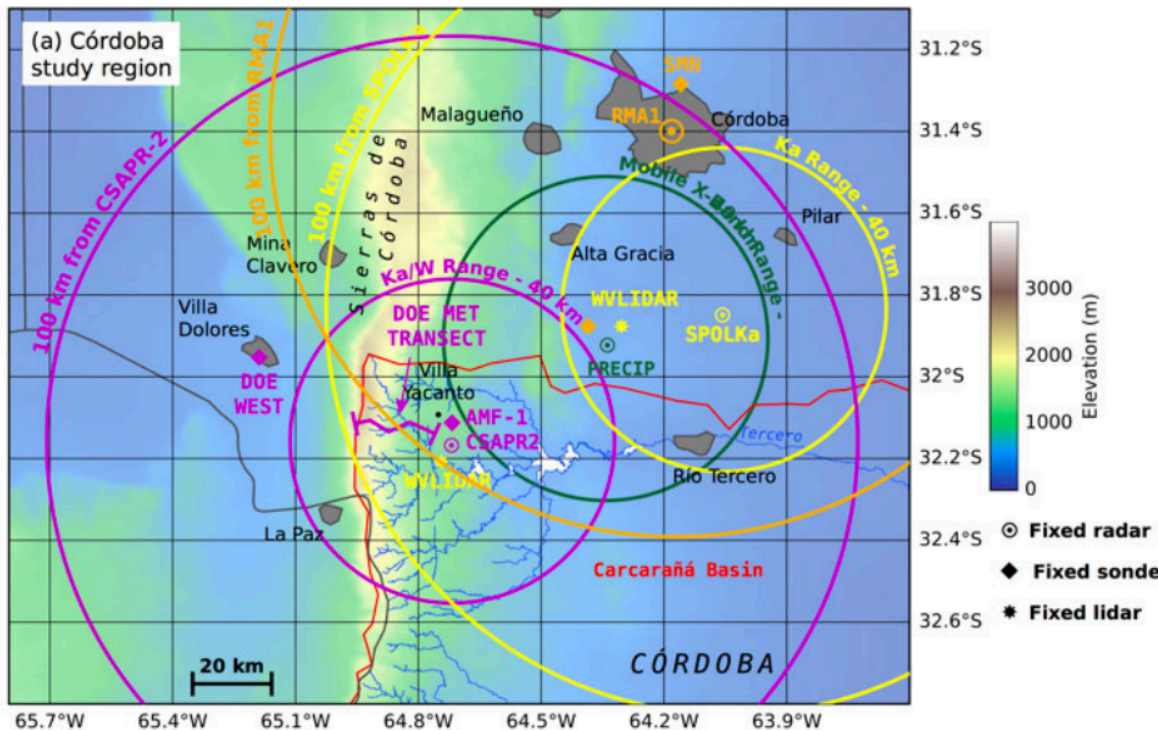 (a) Córdoba
study region
100 km from RMA1
100 km from SPOLKa
100 km from CSAPR-2
SMN
RMA1
Córdoba
Malagueño
Sierras de
Córdoba
Mobile X-Band Range -
Ka Range - 40 km
Pilar
Mina
Clavero
Alta Gracia
Ka/W Range - 40 km
Villa
Dolores
DOE MET
TRANSECT
WVLIDAR
SPOLKa
PRECIP
DOE
WEST
Villa
Yacanto
AMF-1
CSAPR2
Tercero
WVLIDAR
Río Tercero
La Paz
Carcarañá Basin
20 km
CÓRDOBA
31.2°S
31.4°S
31.6°S
31.8°S
32°S
32.2°S
32.4°S
32.6°S
65.7°W
65.4°W
65.1°W
64.8°W
64.5°W
64.2°W
63.9°W
3000
2000
1000
0
Elevation (m)
Fixed radar
Fixed sonde
Fixed lidar